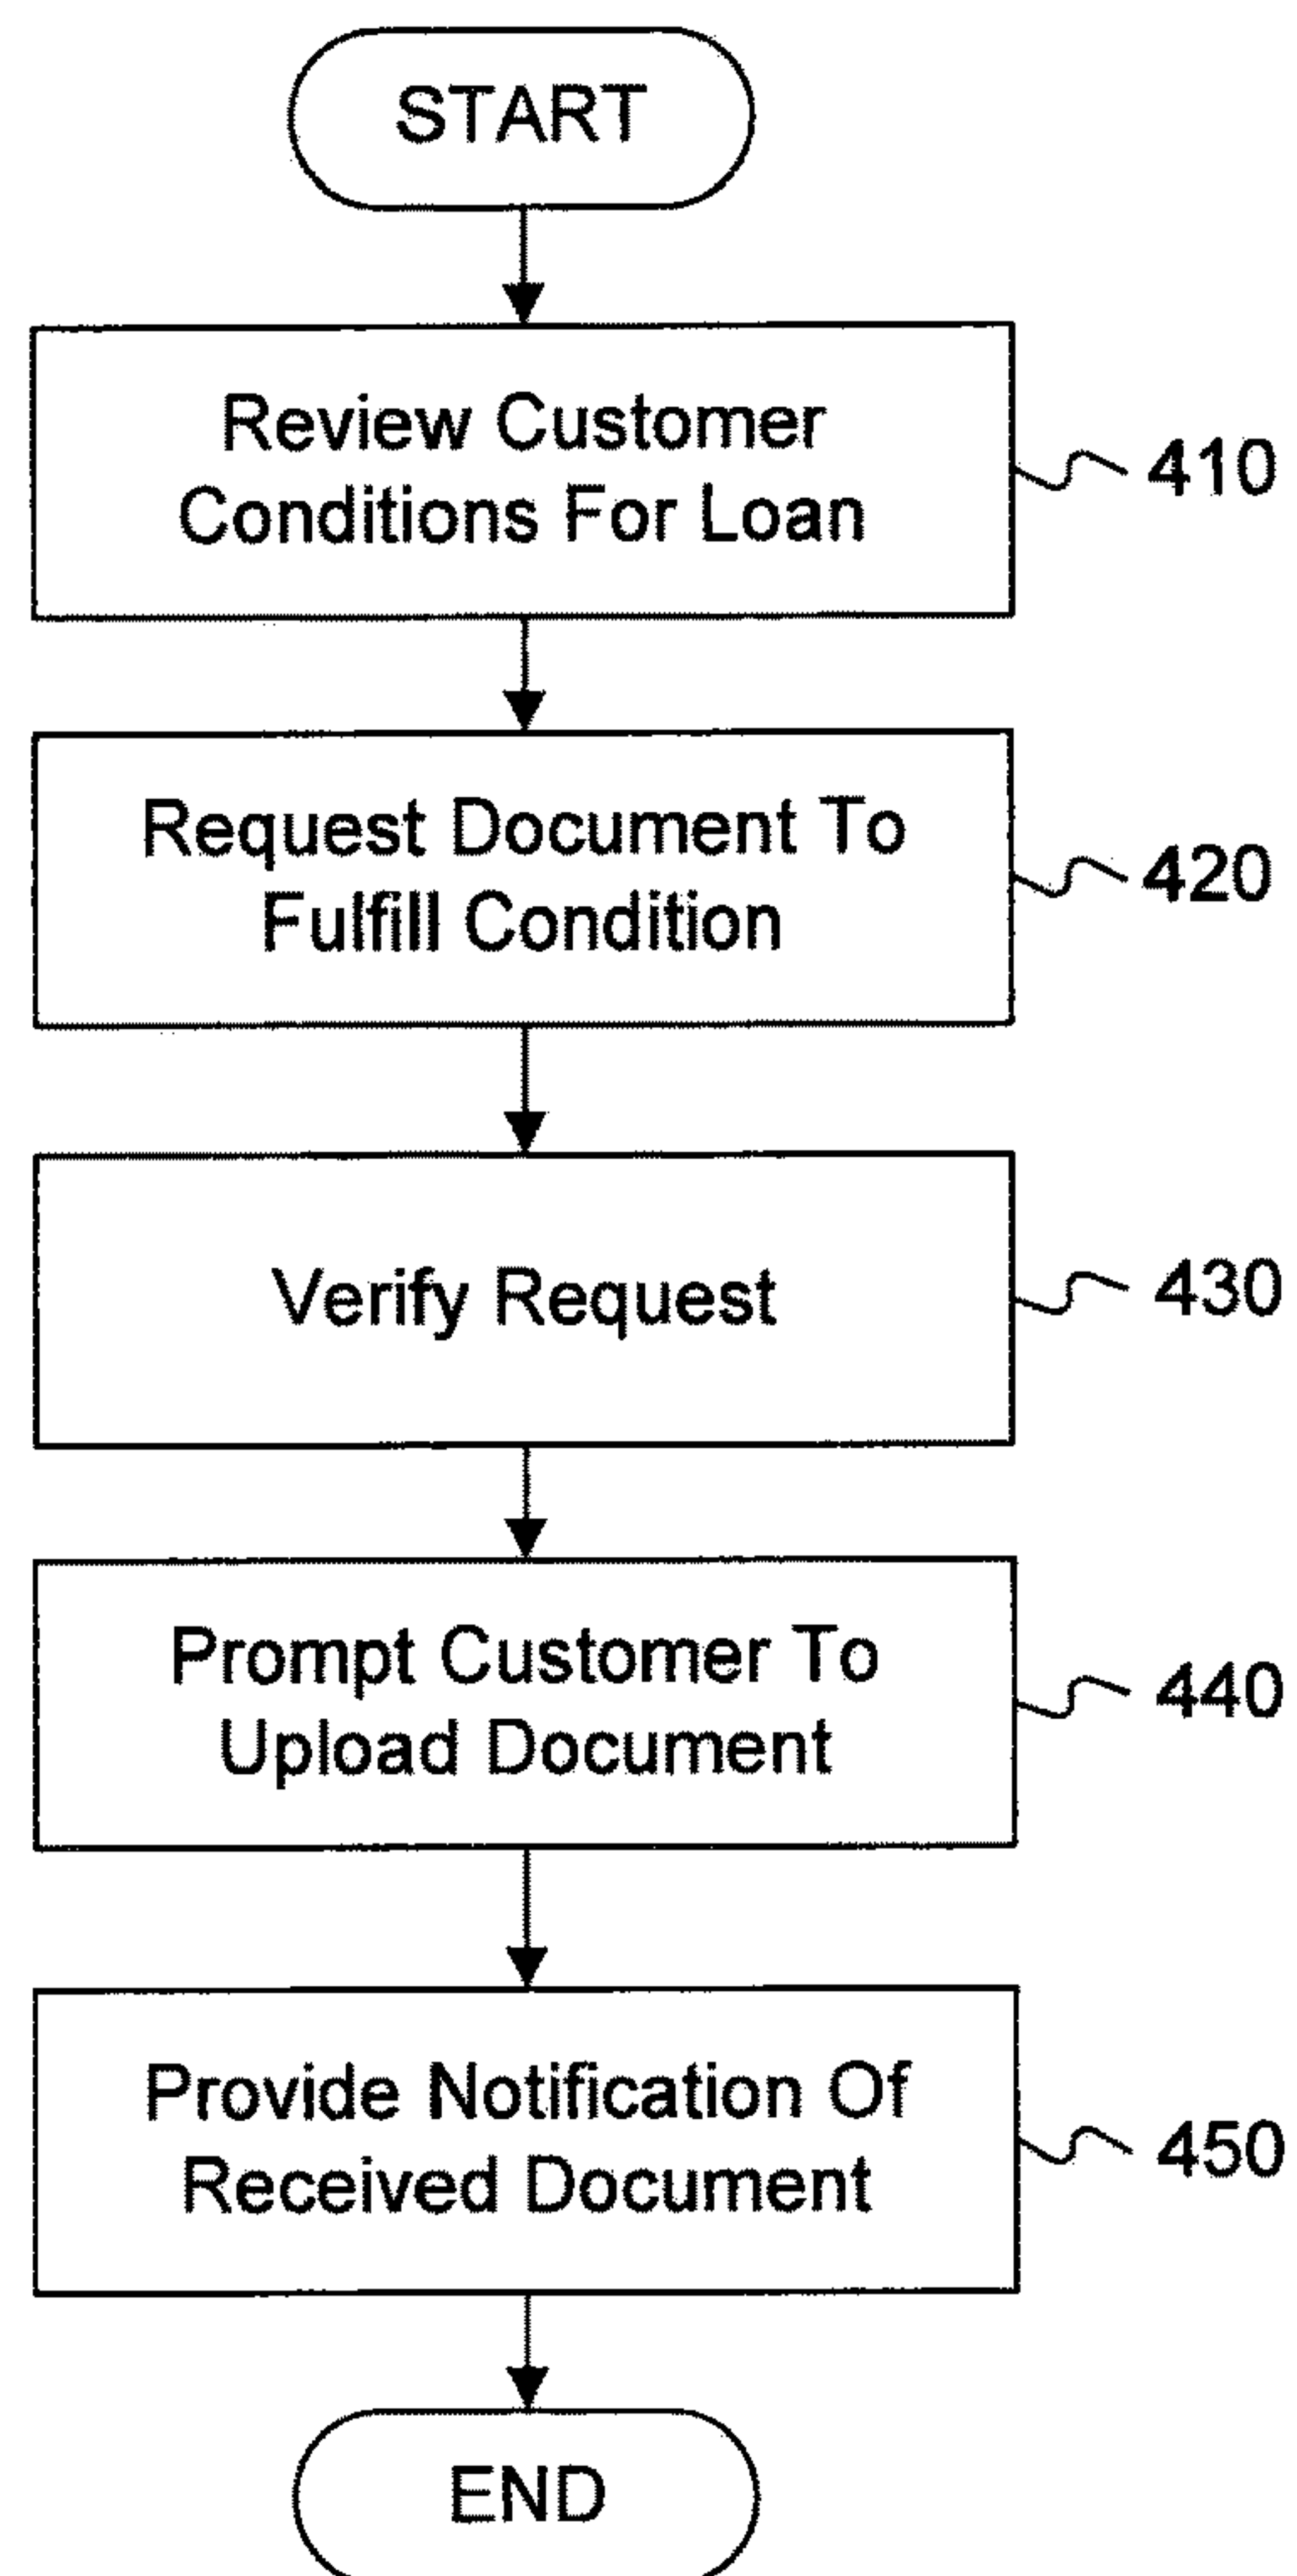 START
Review Customer
Conditions For Loan
410
Request Document To
Fulfill Condition
420
Verify Request
430
Prompt Customer To
Upload Document
440
Provide Notification Of
Received Document
450
END